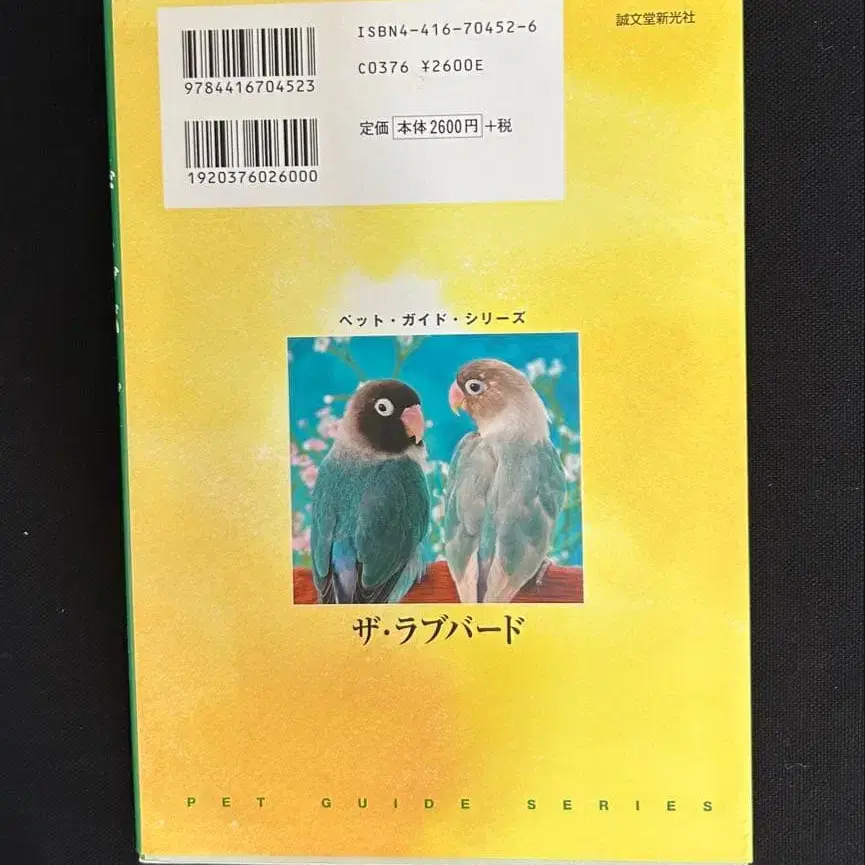 ISBN4-416-70452-6
誠文堂新光社
C0376 ¥2600E
9784416704523
定価 本体2600円 +税
1920376026000
ペット・ガイド・シリーズ
ザ・ラブバード
PET GUIDE SERIES